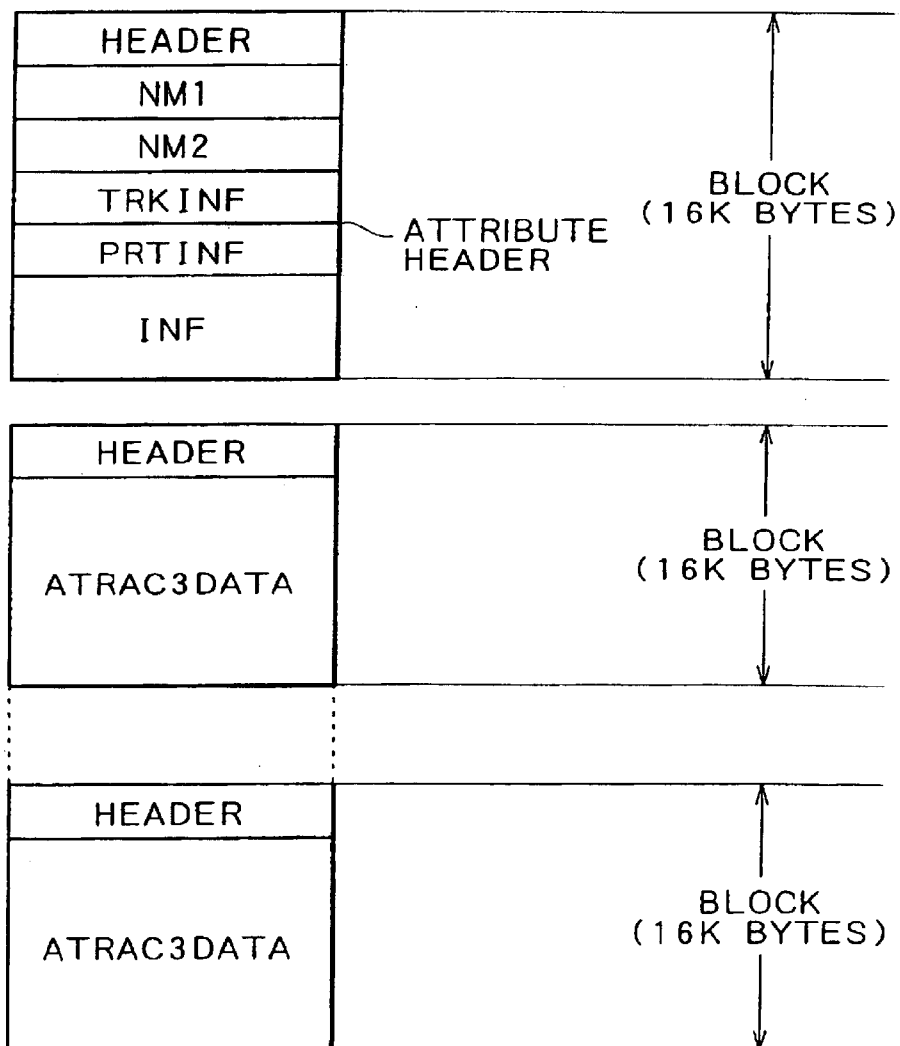 HEADER
NM1
NM2
TRKINF
PRTINF
INF
ATTRIBUTE
HEADER
BLOCK
(16K BYTES)
HEADER
ATRAC3DATA
BLOCK
(16K BYTES)
HEADER
ATRAC3DATA
BLOCK
(16K BYTES)